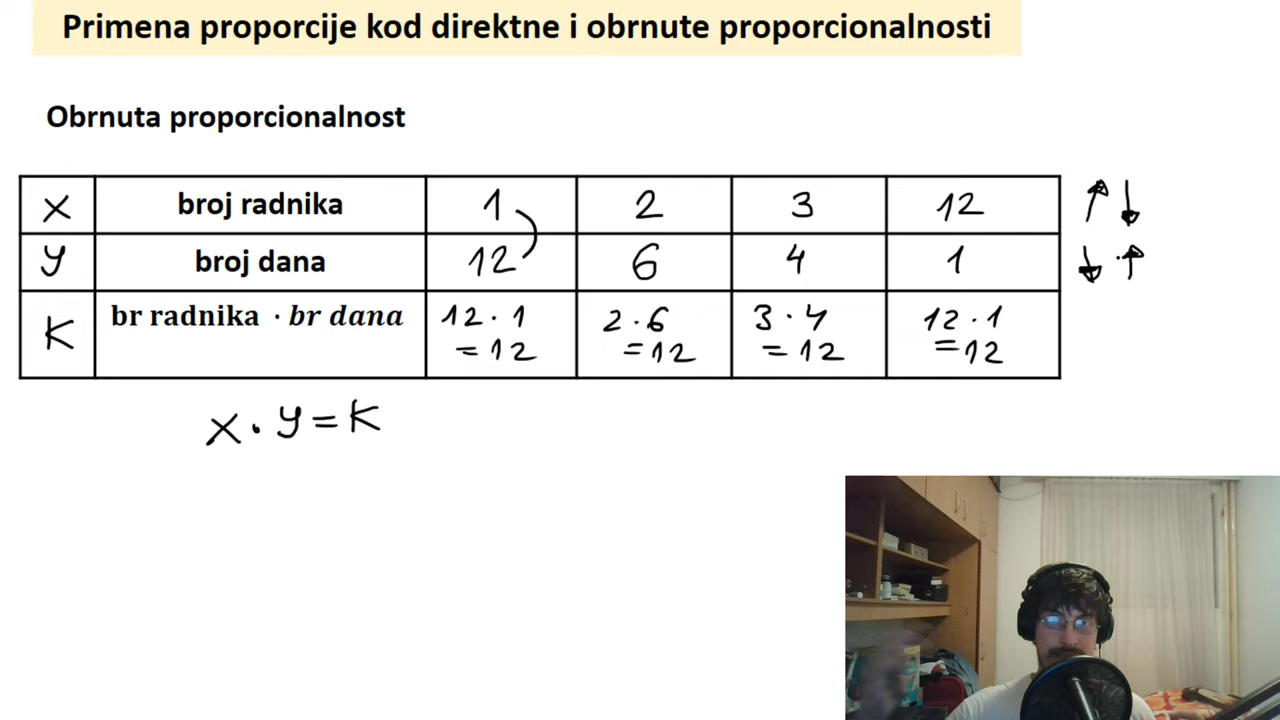 Primena proporcije kod direktne i obrnute proporcionalnosti
Obrnuta proporcionalnost
x broj radnika 1 2 3 12 ↑ ↓
y broj dana 12 6 4 1 ↓ · ↑
K br radnika · br dana 12 · 1 2 · 6 3 · 4 12 · 1
= 12 = 12 = 12 = 12
x · y = K